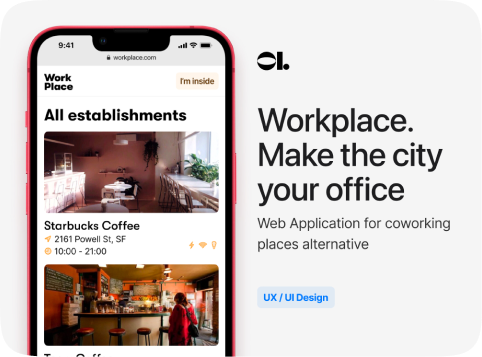 9:41
workplace.com
Work
Place
I'm inside
All establishments
Starbucks Coffee
2161 Powell St, SF
10:00 - 21:00
Workplace.
Make the city
your office
Web Application for coworking
places alternative
UX / UI Design